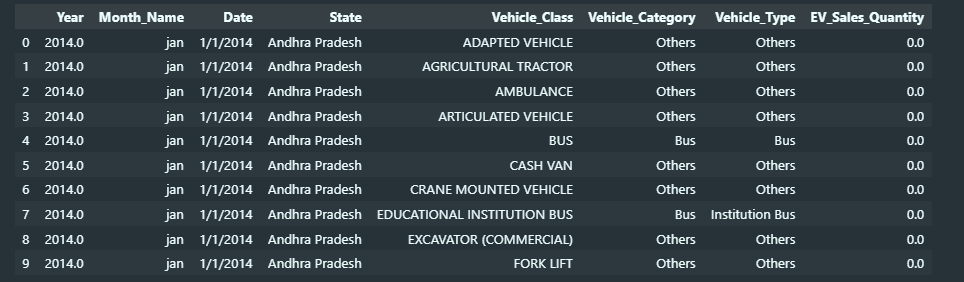 Year Month_Name Date State Vehicle_Class Vehicle_Category Vehicle_Type EV_Sales_Quantity
0 2014.0 jan 1/1/2014 Andhra Pradesh ADAPTED VEHICLE Others Others 0.0
1 2014.0 jan 1/1/2014 Andhra Pradesh AGRICULTURAL TRACTOR Others Others 0.0
2 2014.0 jan 1/1/2014 Andhra Pradesh AMBULANCE Others Others 0.0
3 2014.0 jan 1/1/2014 Andhra Pradesh ARTICULATED VEHICLE Others Others 0.0
4 2014.0 jan 1/1/2014 Andhra Pradesh BUS Bus Bus 0.0
5 2014.0 jan 1/1/2014 Andhra Pradesh CASH VAN Others Others 0.0
6 2014.0 jan 1/1/2014 Andhra Pradesh CRANE MOUNTED VEHICLE Others Others 0.0
7 2014.0 jan 1/1/2014 Andhra Pradesh EDUCATIONAL INSTITUTION BUS Bus Institution Bus 0.0
8 2014.0 jan 1/1/2014 Andhra Pradesh EXCAVATOR (COMMERCIAL) Others Others 0.0
9 2014.0 jan 1/1/2014 Andhra Pradesh FORK LIFT Others Others 0.0